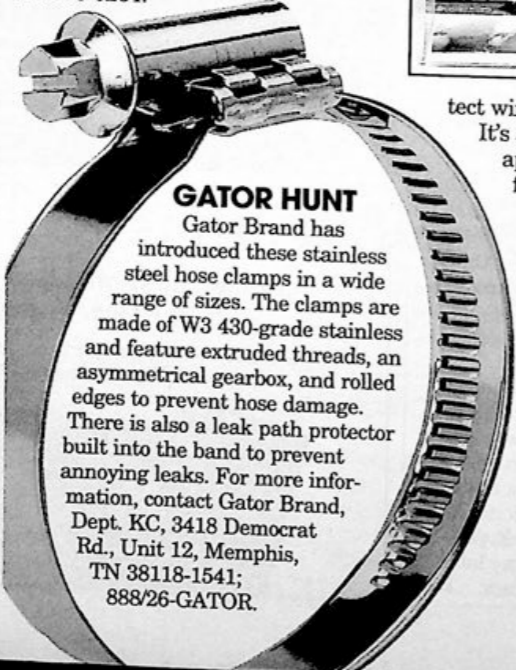 GATOR HUNT
Gator Brand has
introduced these stainless
steel hose clamps in a wide
range of sizes. The clamps are
made of W3 430-grade stainless
and feature extruded threads, an
asymmetrical gearbox, and rolled
edges to prevent hose damage.
There is also a leak path protector
built into the band to prevent
annoying leaks. For more infor-
mation, contact Gator Brand,
Dept. KC, 3418 Democrat
Rd., Unit 12, Memphis,
TN 38118-1541;
888/26-GATOR.
tect
It's